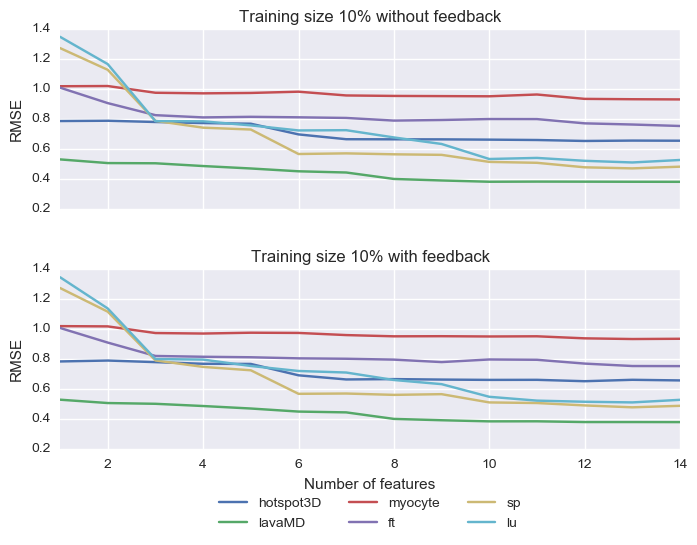 Training size 10% without feedback
1.4
1.2
1.0
0.8
0.6
0.4
0.2
RMSE
Training size 10% with feedback
1.4
1.2
1.0
0.8
0.6
0.4
0.2
RMSE
2 4 6 8 10 12 14
Number of features
hotspot3D myocyte sp
lavaMD ft lu